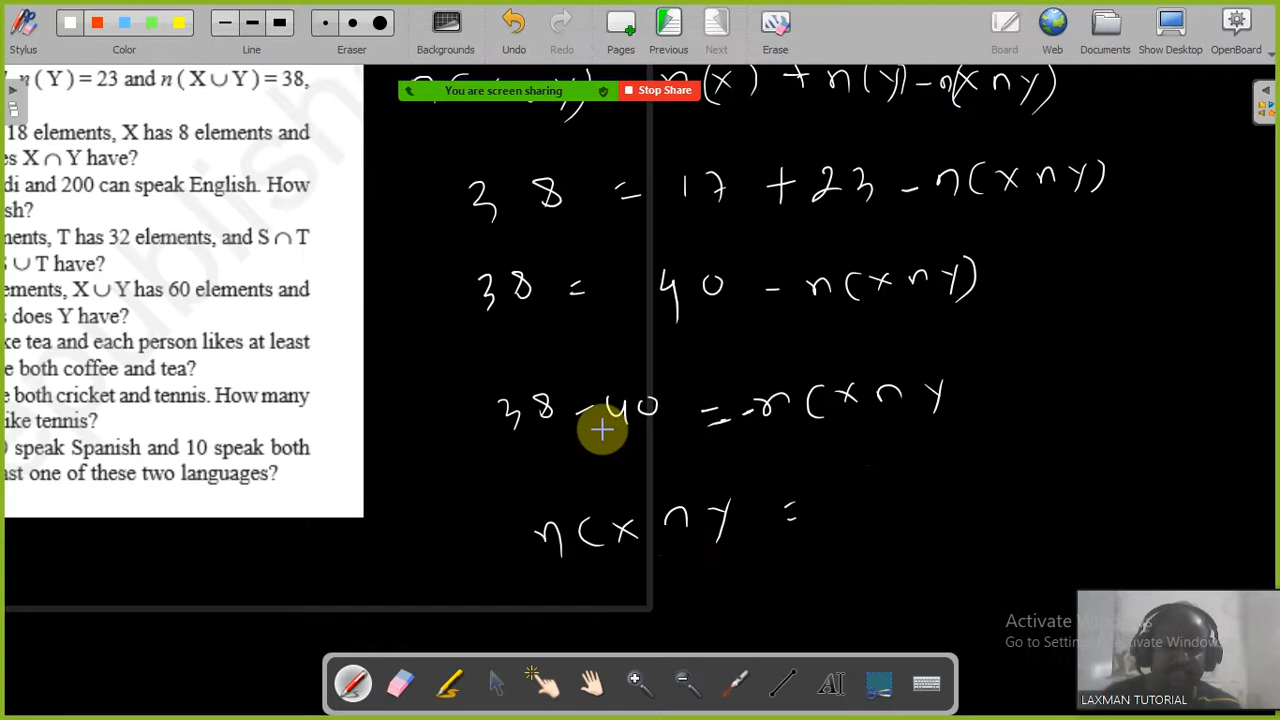 Stylus Color Line Eraser Backgrounds Undo Redo Pages Previous Next Erase Board Web Documents Show Desktop OpenBoard
n ( Y ) = 23 and n ( X ∪ Y ) = 38,
18 elements, X has 8 elements and
es X ∩ Y have?
di and 200 can speak English. How
sh?
nents, T has 32 elements, and S ∩ T
S ∪ T have?
ements, X ∪ Y has 60 elements and
s does Y have?
ke tea and each person likes at least
e both coffee and tea?
e both cricket and tennis. How many
ike tennis?
) speak Spanish and 10 speak both
ast one of these two languages?
You are screen sharing Stop Share
n(x) + n(y) - n(x n y)
38 = 17 + 23 - n(x n y)
38 = 40 - n(x n y)
38 - 40 = -n(x n y
n(x n y =
Activate Windows
Go to Settings to activate Windows.
LAXMAN TUTORIAL